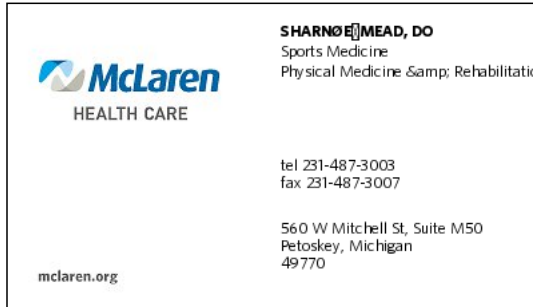 McLaren
HEALTH CARE
mclaren.org
SHARNØE▯MEAD, DO
Sports Medicine
Physical Medicine &amp; Rehabilitatio
tel 231-487-3003
fax 231-487-3007
560 W Mitchell St, Suite M50
Petoskey, Michigan
49770